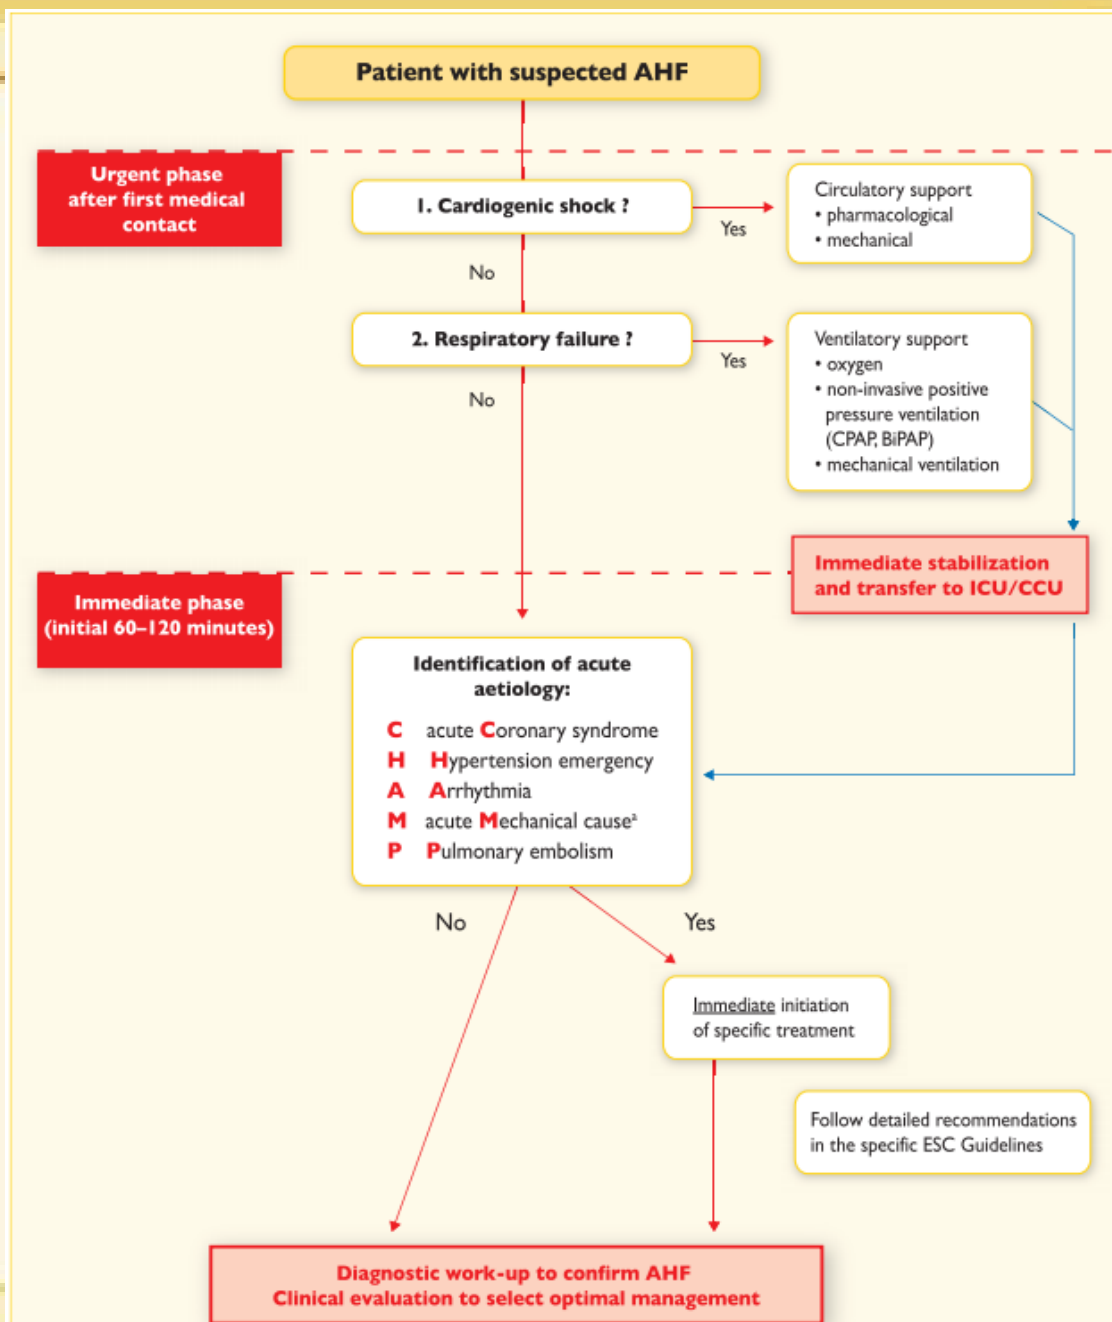 Patient with suspected AHF
Urgent phase
after first medical
contact
1. Cardiogenic shock ?
Yes
Circulatory support
• pharmacological
• mechanical
No
2. Respiratory failure ?
Yes
Ventilatory support
• oxygen
• non-invasive positive
pressure ventilation
(CPAP, BiPAP)
• mechanical ventilation
No
Immediate stabilization
and transfer to ICU/CCU
Immediate phase
(initial 60–120 minutes)
Identification of acute
aetiology:
C acute Coronary syndrome
H Hypertension emergency
A Arrhythmia
M acute Mechanical causeᵃ
P Pulmonary embolism
No
Yes
Immediate initiation
of specific treatment
Follow detailed recommendations
in the specific ESC Guidelines
Diagnostic work-up to confirm AHF
Clinical evaluation to select optimal management